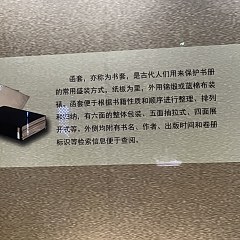 函套，亦称为书套，是古代人们用来保护书册
的常用盛装方式，纸板为里，外用锦缎或蓝棉布装
裱。函套便于根据书籍性质和顺序进行整理、排列
和归纳，有六面的整体包装、五面抽拉式、四面展
开式等。外侧均附有书名、作者、出版时间和卷册
标识等检索信息便于查阅。